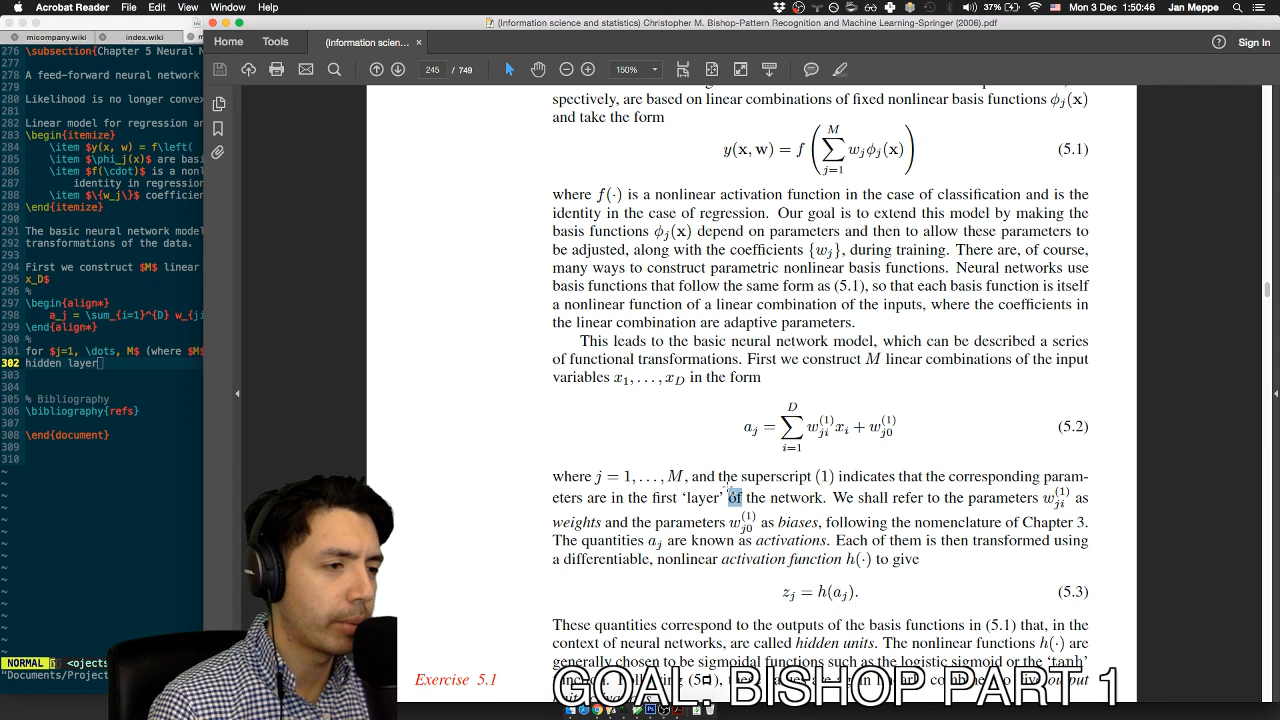 Acrobat Reader File Edit View Window Help
37% Mon 3 Dec 1:50:46 Jan Meppe
(Information science and statistics) Christopher M. Bishop-Pattern Recognition and Machine Learning-Springer (2006).pdf
micompany.wiki index.wiki
Home Tools (Information scien... Sign In
245 / 749 150%
276 \subsection{Chapter 5 Neural N
277
278 A feed-forward neural network
279
280 Likelihood is no longer convex
281
282 Linear model for regression an
283 \begin{itemize}
284 \item $y(x, w) = f\left(
285 \item $\phi_j(x)$ are basi
286 \item $f(\cdot)$ is a non
287 identity in regression
288 \item $\{w_j\}$ coefficien
289 \end{itemize}
290
291 The basic neural network model
292 transformations of the data.
293
294 First we construct $M$ linear
295 x_D$
296 %
297 \begin{align*}
298 a_j = \sum_{i=1}^{D} w_{ji
299 \end{align*}
300 %
301 for $j=1, \dots, M$ (where $M$
302 hidden layer
303
304
305 % Bibliography
306 \bibliography{refs}
307
308 \end{document}
309
310
NORMAL <ojects
"Documents/Project
spectively, are based on linear combinations of fixed nonlinear basis functions ϕj(x)
and take the form
y(x, w) = f ( ∑_{j=1}^{M} wjϕj(x) ) (5.1)
where f(·) is a nonlinear activation function in the case of classification and is the
identity in the case of regression. Our goal is to extend this model by making the
basis functions ϕj(x) depend on parameters and then to allow these parameters to
be adjusted, along with the coefficients {wj}, during training. There are, of course,
many ways to construct parametric nonlinear basis functions. Neural networks use
basis functions that follow the same form as (5.1), so that each basis function is itself
a nonlinear function of a linear combination of the inputs, where the coefficients in
the linear combination are adaptive parameters.
This leads to the basic neural network model, which can be described a series
of functional transformations. First we construct M linear combinations of the input
variables x1, . . . , xD in the form
aj = ∑_{i=1}^{D} w_{ji}^{(1)} xi + w_{j0}^{(1)} (5.2)
where j = 1, . . . , M, and the superscript (1) indicates that the corresponding param-
eters are in the first ‘layer’ of the network. We shall refer to the parameters w_{ji}^{(1)} as
weights and the parameters w_{j0}^{(1)} as biases, following the nomenclature of Chapter 3.
The quantities aj are known as activations. Each of them is then transformed using
a differentiable, nonlinear activation function h(·) to give
zj = h(aj). (5.3)
These quantities correspond to the outputs of the basis functions in (5.1) that, in the
context of neural networks, are called hidden units. The nonlinear functions h(·) are
generally chosen to be sigmoidal functions such as the logistic sigmoid or the ‘tanh’
Exercise 5.1
output
GOAL: BISHOP PART 1